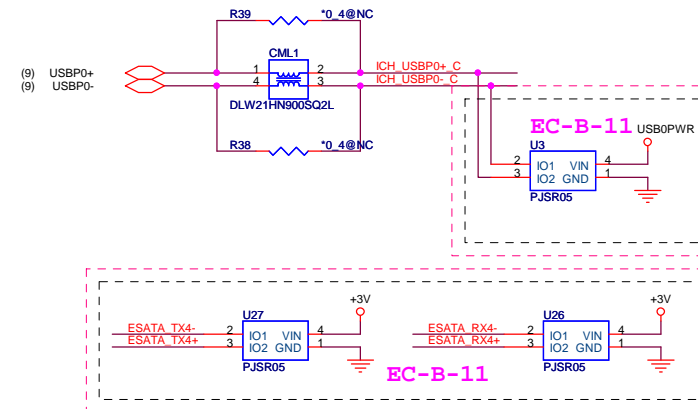 R39 *0_4@NC
CML1
(9) USBP0+ 1 2 ICH_USBP0+_C
(9) USBP0- 4 3 ICH_USBP0-_C
DLW21HN900SQ2L
EC-B-11 USB0PWR
R38 *0_4@NC
U3
2 IO1 VIN 4
3 IO2 GND 1
PJSR05
+3V +3V
U27 U26
ESATA_TX4- 2 IO1 VIN 4 ESATA_RX4- 2 IO1 VIN 4
ESATA_TX4+ 3 IO2 GND 1 ESATA_RX4+ 3 IO2 GND 1
PJSR05 PJSR05
EC-B-11